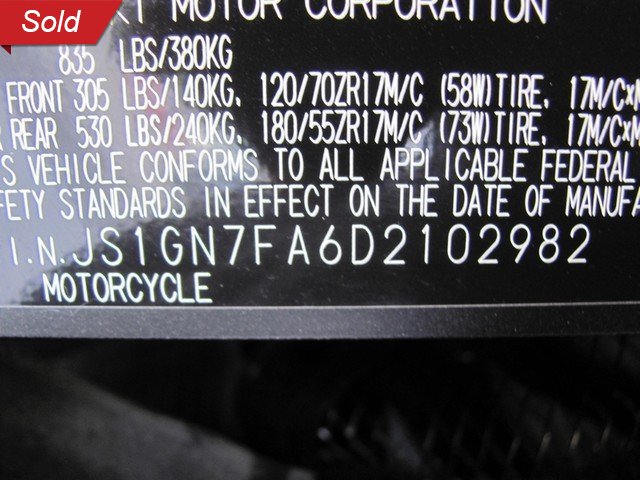 Sold
MOTOR CORPORATION
835 LBS/380KG
FRONT 305 LBS/140KG. 120/70ZR17M/C (58W)TIRE. 17M/C
REAR 530 LBS/240KG. 180/55ZR17M/C (73W)TIRE. 17M/C
VEHICLE CONFORMS TO ALL APPLICABLE FEDERAL
STANDARDS IN EFFECT ON THE DATE OF
I.N. JS1GN7FA6D2102982
MOTORCYCLE